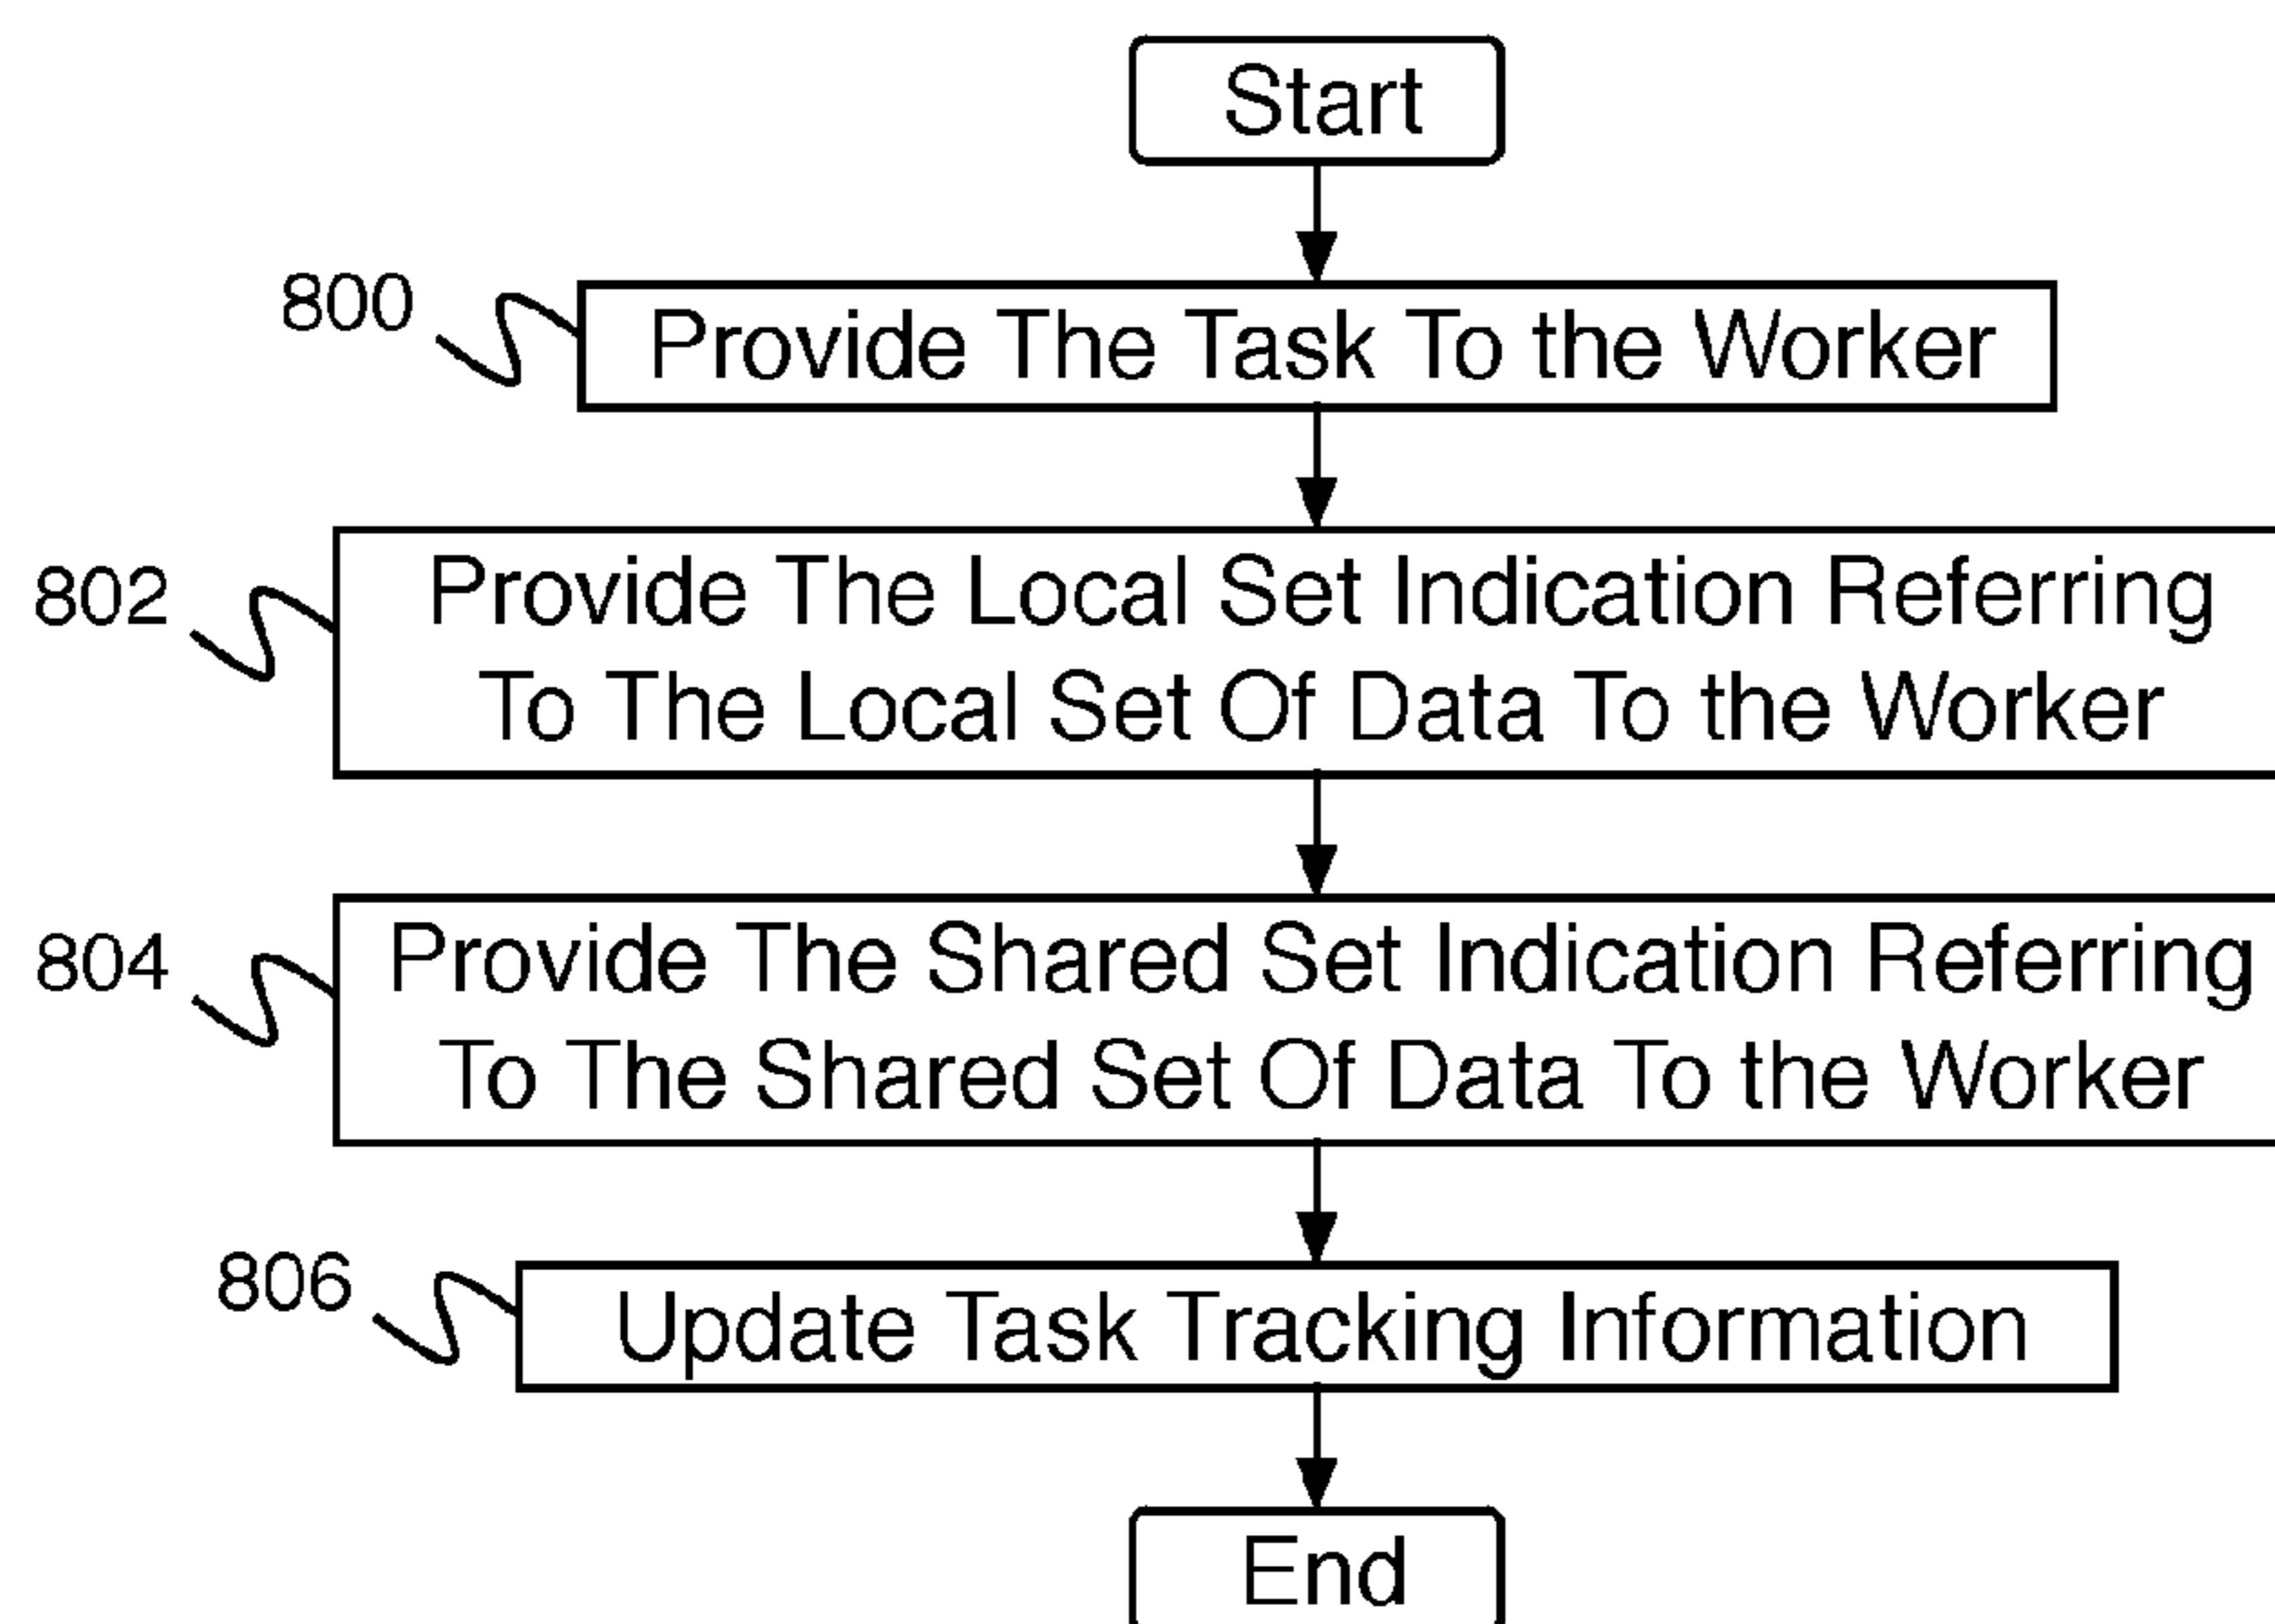 Start
800
Provide The Task To the Worker
802
Provide The Local Set Indication Referring
To The Local Set Of Data To the Worker
804
Provide The Shared Set Indication Referring
To The Shared Set Of Data To the Worker
806
Update Task Tracking Information
End